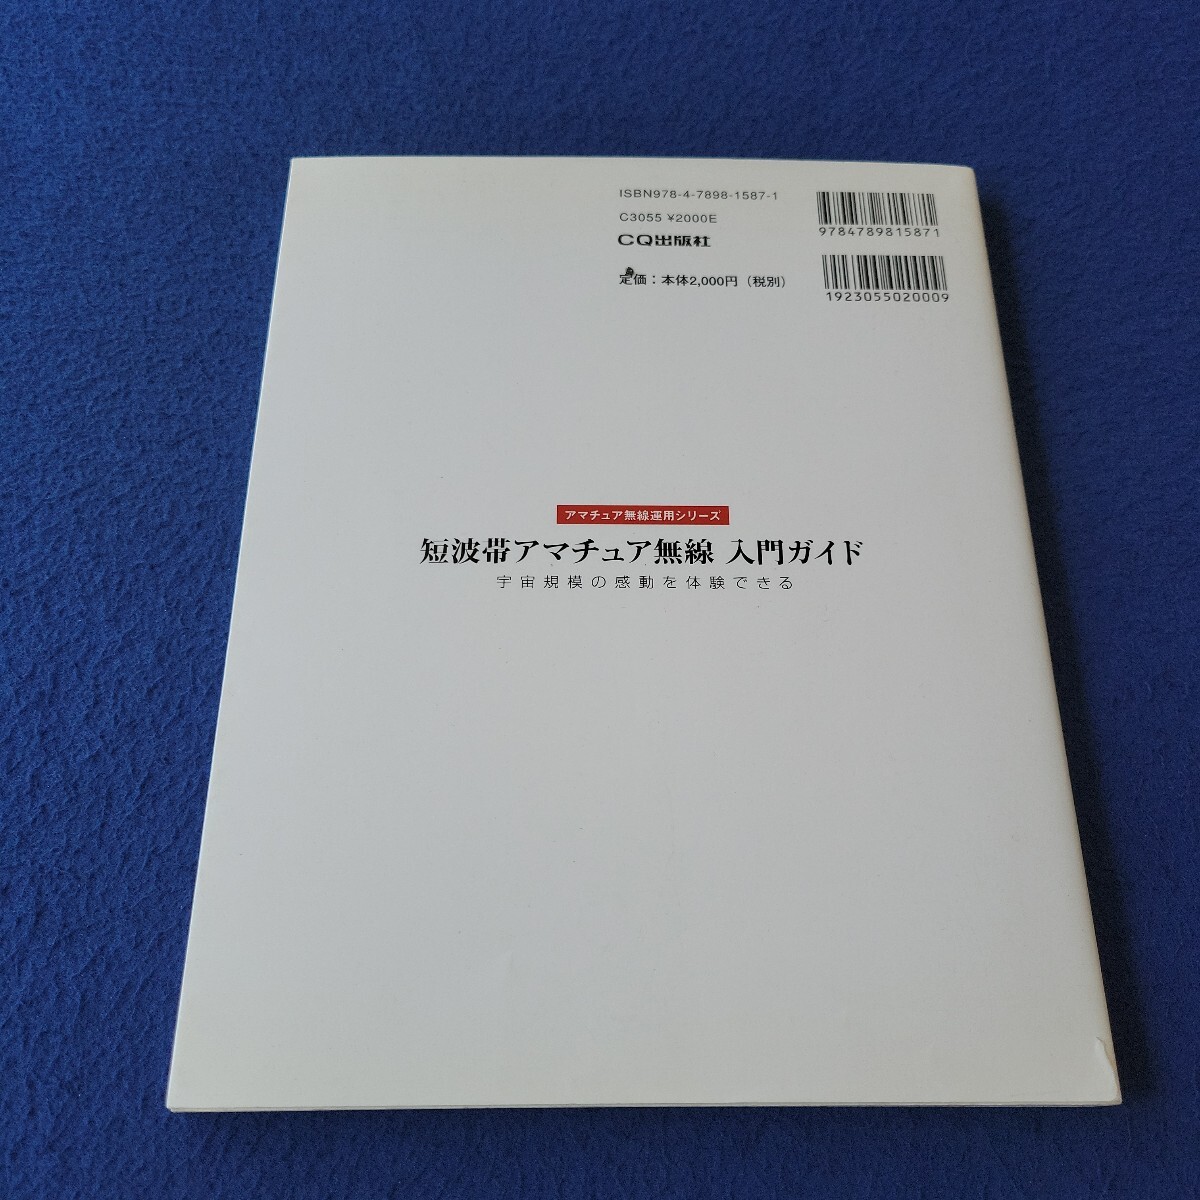 ISBN978-4-7898-1587-1
C3055 ¥2000E
CQ出版社
定価：本体2,000円（税別）
9784789815871
1923055020009
アマチュア無線運用シリーズ
短波帯アマチュア無線 入門ガイド
宇宙規模の感動を体験できる